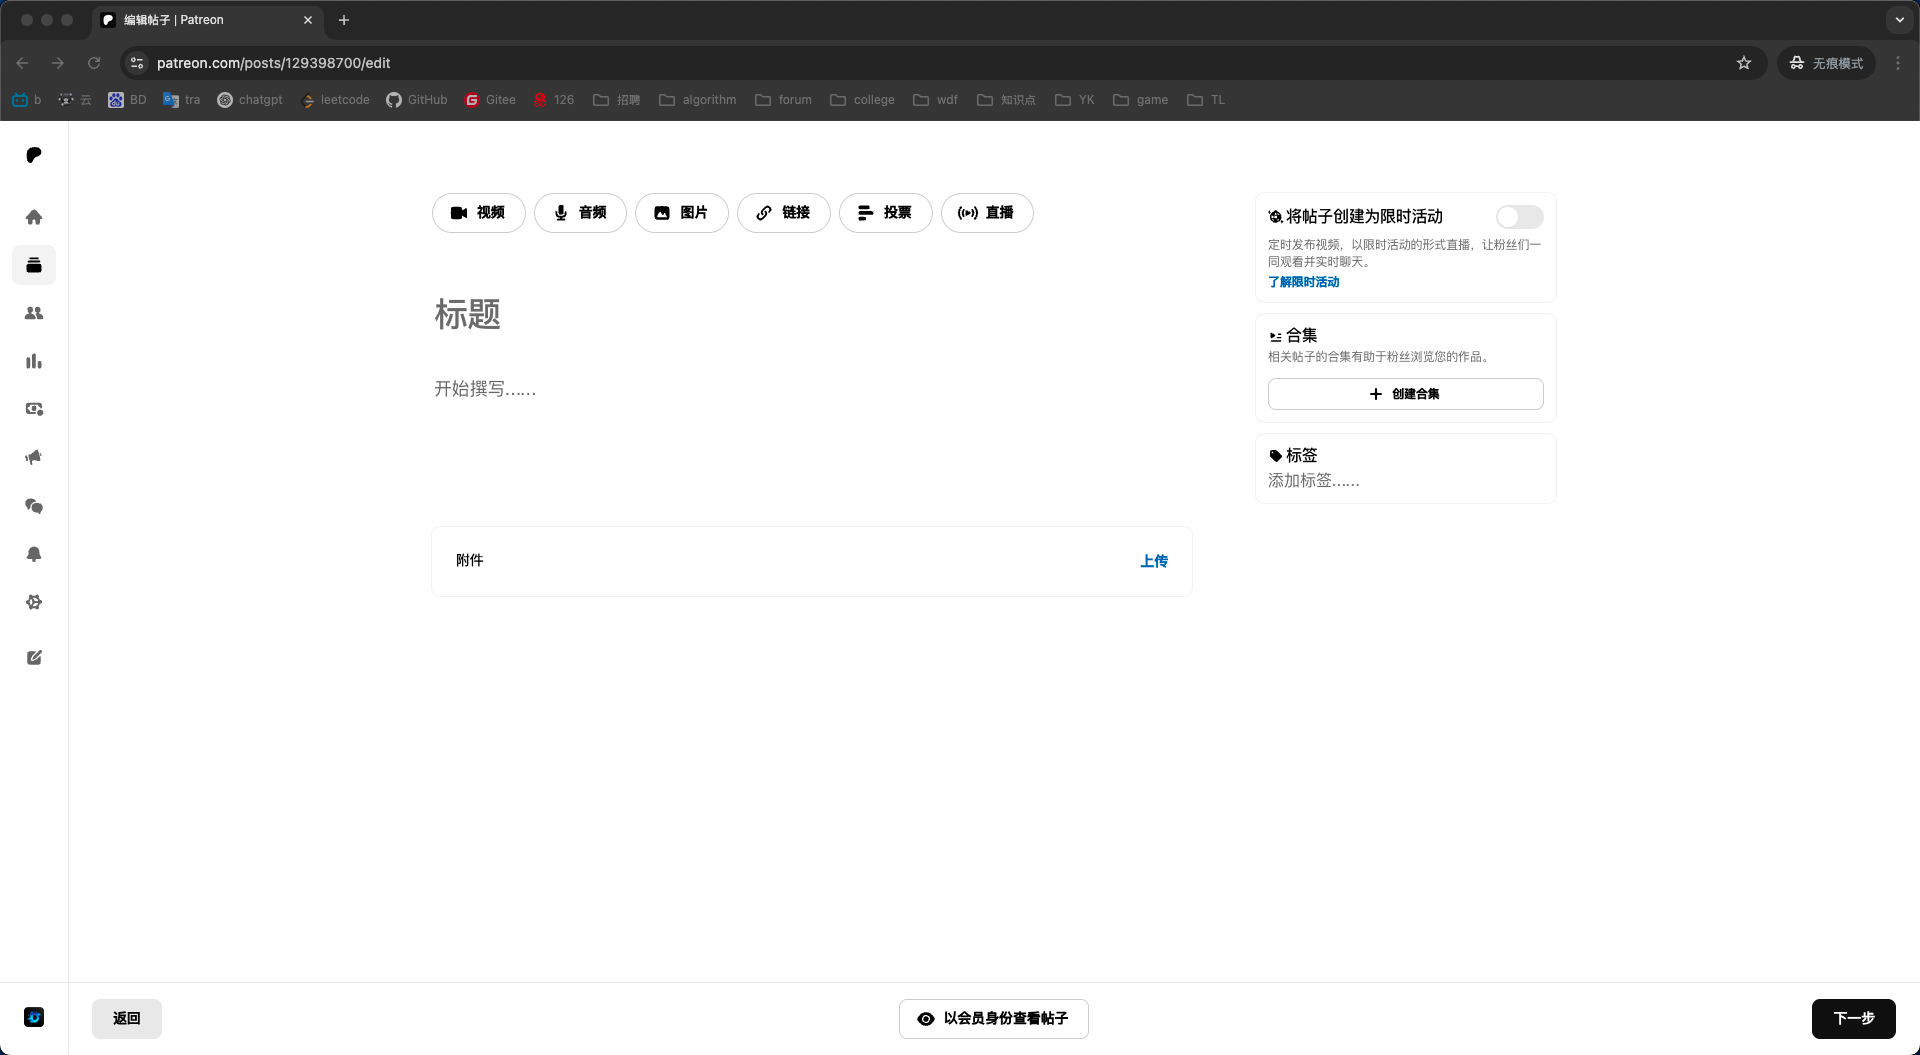 编辑帖子 | Patreon
patreon.com/posts/129398700/edit
无痕模式
b
云
BD
tra
chatgpt
leetcode
GitHub
Gitee
126
招聘
algorithm
forum
college
wdf
知识点
YK
game
TL
视频
音频
图片
链接
投票
直播
标题
开始撰写......
附件
上传
将帖子创建为限时活动
定时发布视频，以限时活动的形式直播，让粉丝们一
同观看并实时聊天。
了解限时活动
合集
相关帖子的合集有助于粉丝浏览您的作品。
创建合集
标签
添加标签......
返回
以会员身份查看帖子
下一步